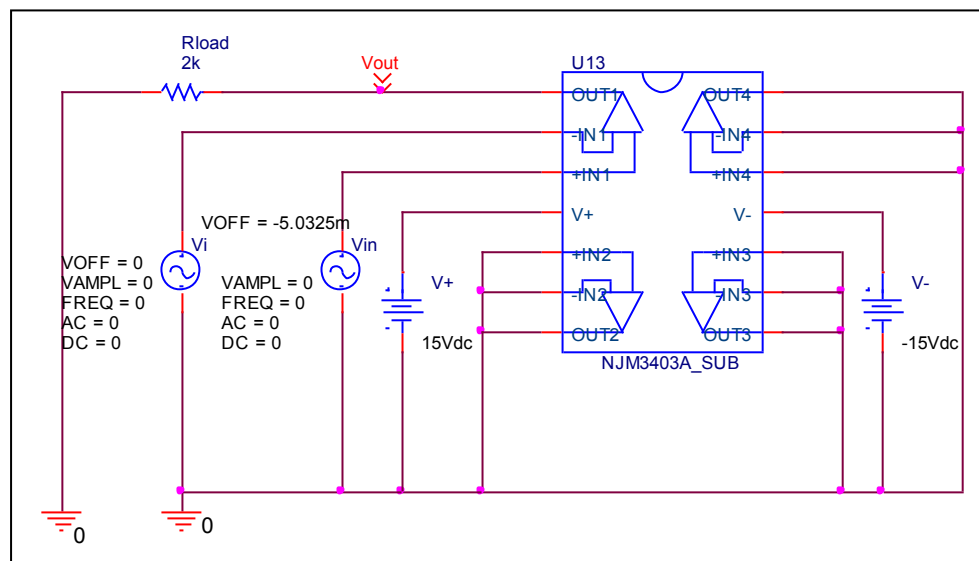 Rload
2k
Vout
U13
OUT1
OUT4
-IN1
-IN4
+IN1
+IN4
VOFF = -5.0325m
V+
V-
Vi
Vin
+IN2
+IN3
VOFF = 0
VAMPL = 0
FREQ = 0
AC = 0
DC = 0
VAMPL = 0
FREQ = 0
AC = 0
DC = 0
V+
V-
-IN2
-IN3
15Vdc
OUT2
OUT3
-15Vdc
NJM3403A_SUB
0
0